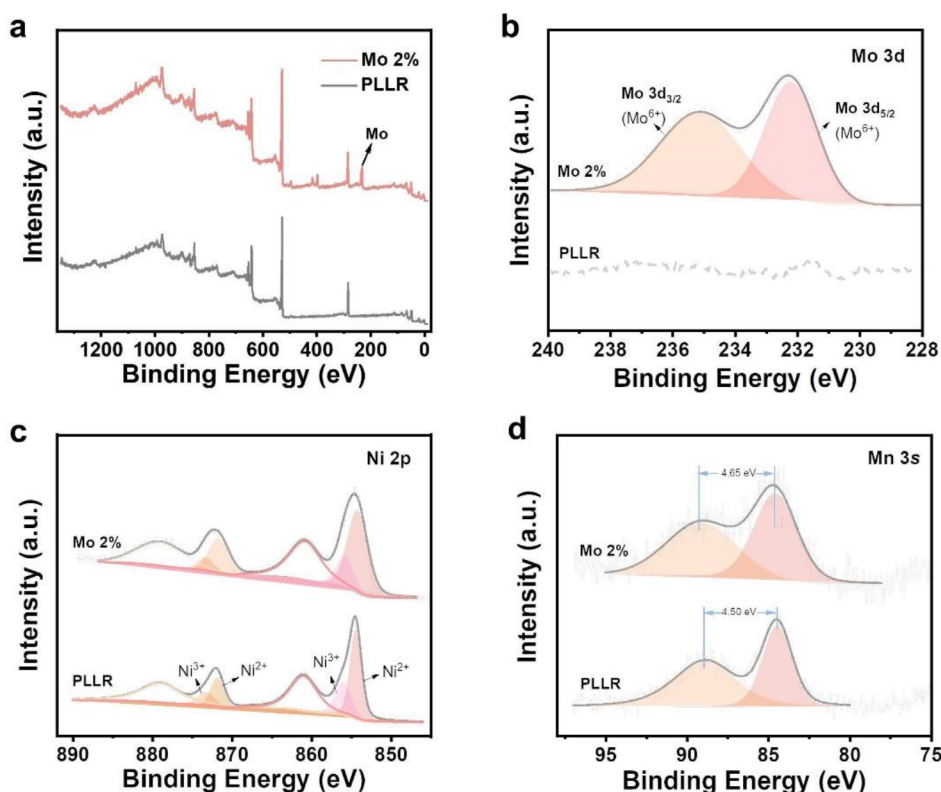 a
Mo 2%
PLLR
Mo
Intensity (a.u.)
1200 1000 800 600 400 200 0
Binding Energy (eV)
b
Mo 3d
Mo 3d3/2
(Mo6+)
Mo 3d5/2
(Mo6+)
Mo 2%
PLLR
Intensity (a.u.)
240 238 236 234 232 230 228
Binding Energy (eV)
c
Ni 2p
Mo 2%
Ni3+
Ni2+
Ni3+
Ni2+
PLLR
Intensity (a.u.)
890 880 870 860 850
Binding Energy (eV)
d
Mn 3s
4.65 eV
Mo 2%
4.50 eV
PLLR
Intensity (a.u.)
95 90 85 80 75
Binding Energy (eV)